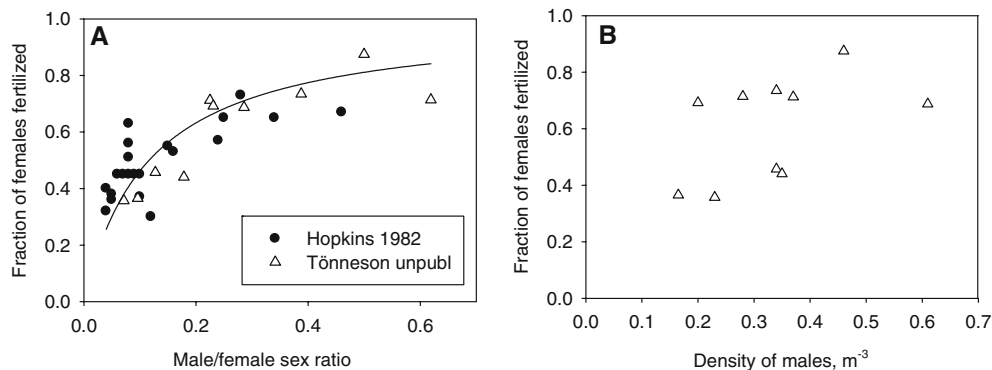 A
Fraction of females fertilized
1.0
0.8
0.6
0.4
0.2
0.0
0.0 0.2 0.4 0.6
Male/female sex ratio
Hopkins 1982
Tönneson unpubl
B
Fraction of females fertilized
1.0
0.8
0.6
0.4
0.2
0.0
0.0 0.1 0.2 0.3 0.4 0.5 0.6 0.7
Density of males, m-3